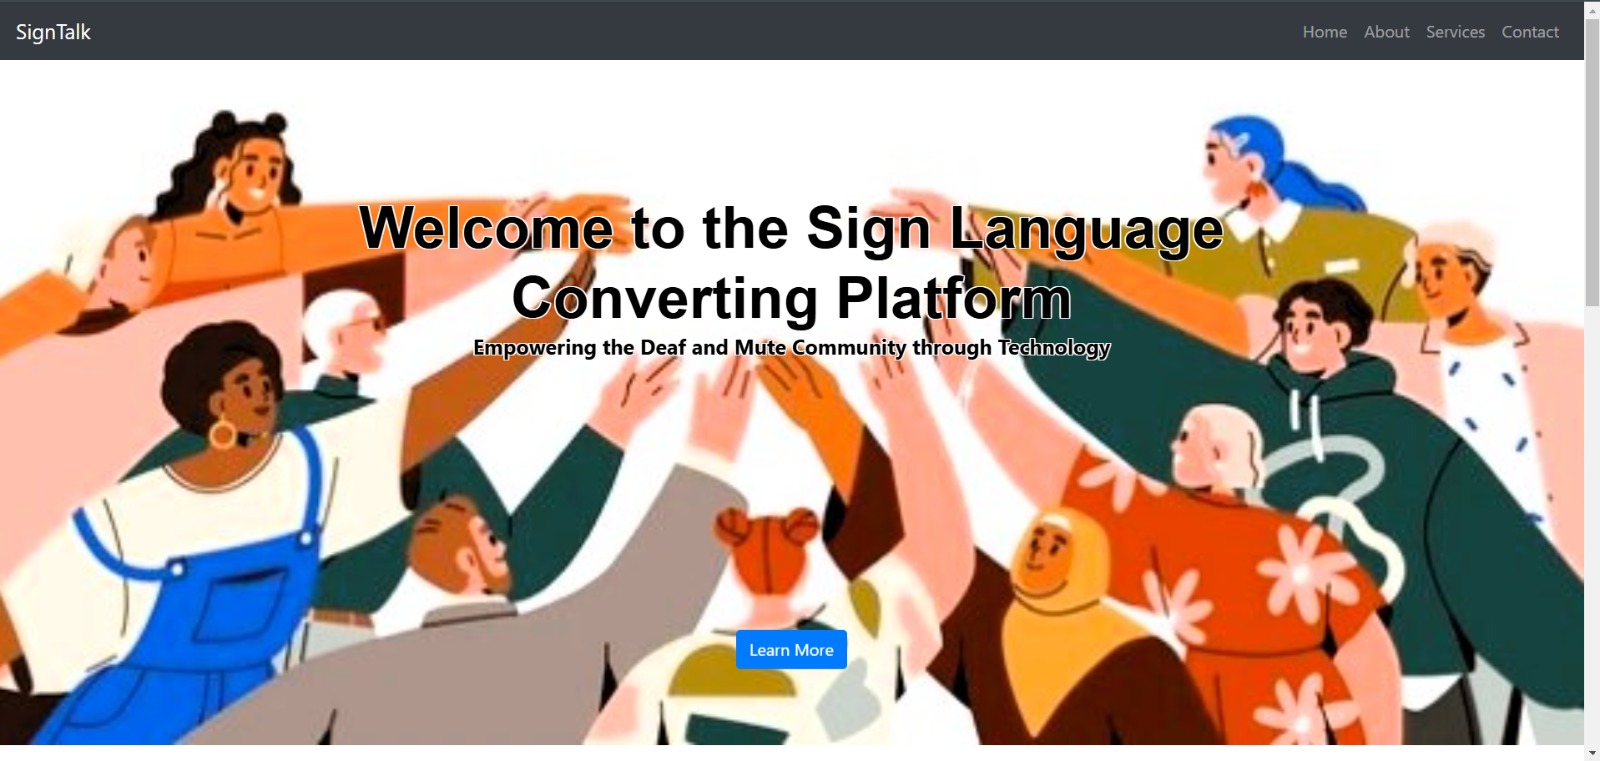 SignTalk
Home About Services Contact
Welcome to the Sign Language
Converting Platform
Empowering the Deaf and Mute Community through Technology
Learn More